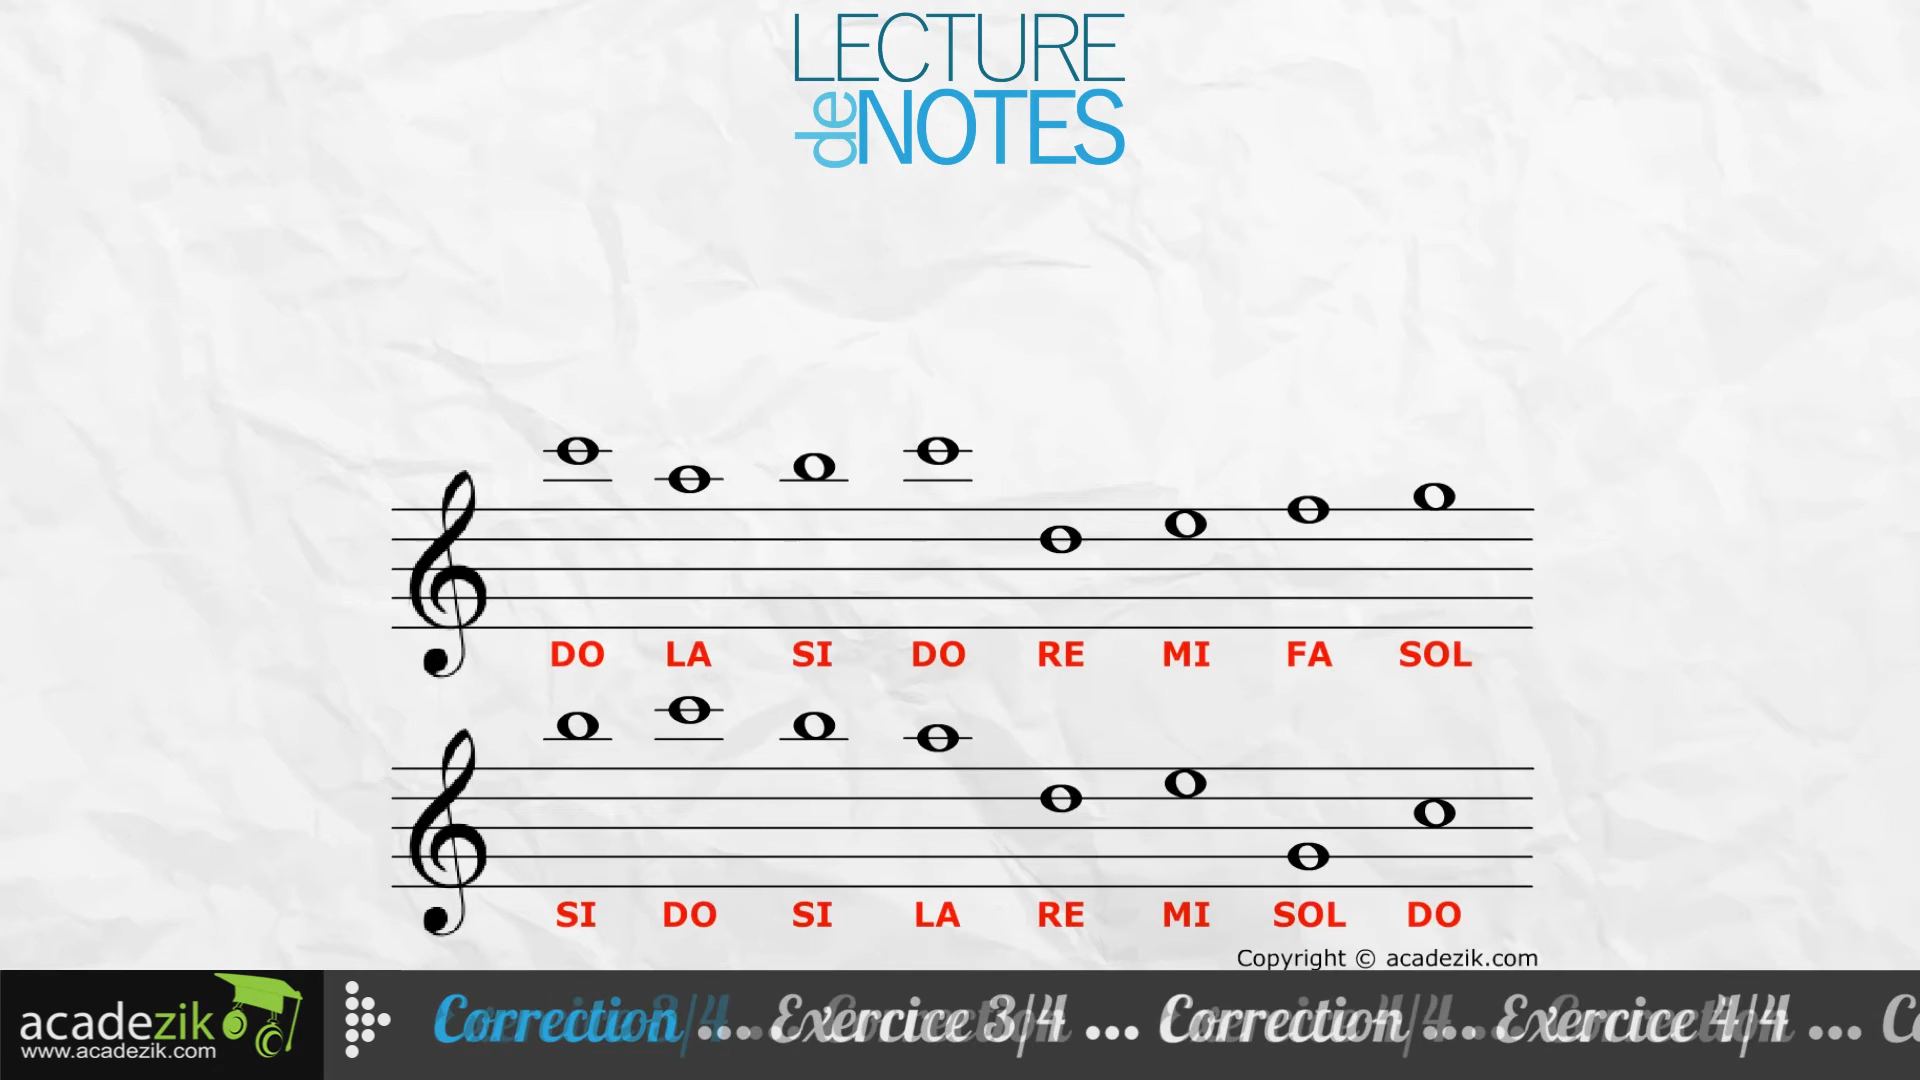 LECTURE
de NOTES
DO LA SI DO RE MI FA SOL
SI DO SI LA RE MI SOL DO
Copyright © acadezik.com
acadezik
www.acadezik.com
Correction ... Exercice 3/4 ... Correction ... Exercice 4/4 ... C